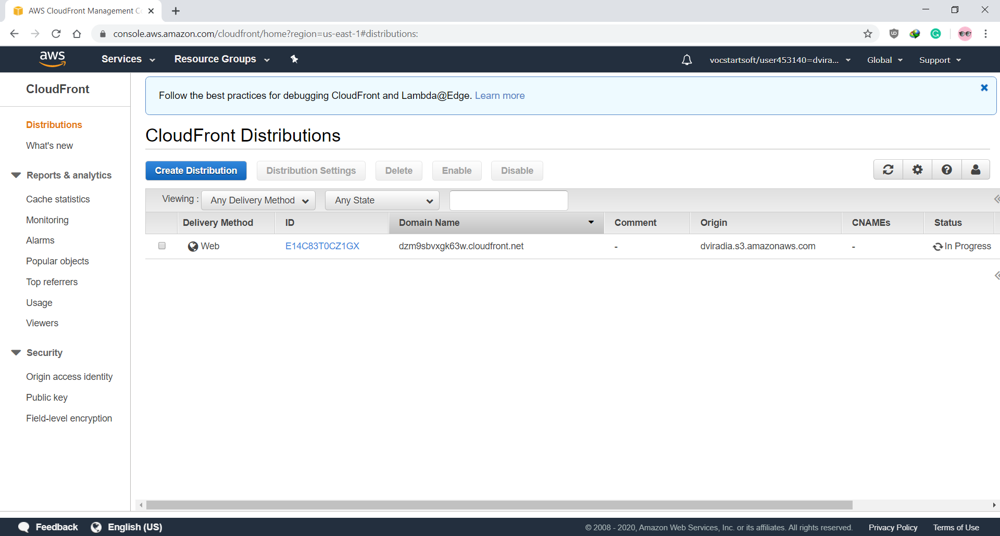 AWS CloudFront Management Co
console.aws.amazon.com/cloudfront/home?region=us-east-1#distributions:
aws Services Resource Groups vocstartsoft/user453140=dvira... Global Support
CloudFront
Distributions
What's new
Reports & analytics
Cache statistics
Monitoring
Alarms
Popular objects
Top referrers
Usage
Viewers
Security
Origin access identity
Public key
Field-level encryption
Follow the best practices for debugging CloudFront and Lambda@Edge. Learn more
CloudFront Distributions
Create Distribution Distribution Settings Delete Enable Disable
Viewing : Any Delivery Method Any State
Delivery Method ID Domain Name Comment Origin CNAMEs Status
Web E14C83T0CZ1GX dzm9sbvxgk63w.cloudfront.net - dviradia.s3.amazonaws.com - In Progress
Feedback English (US) © 2008 - 2020, Amazon Web Services, Inc. or its affiliates. All rights reserved. Privacy Policy Terms of Use